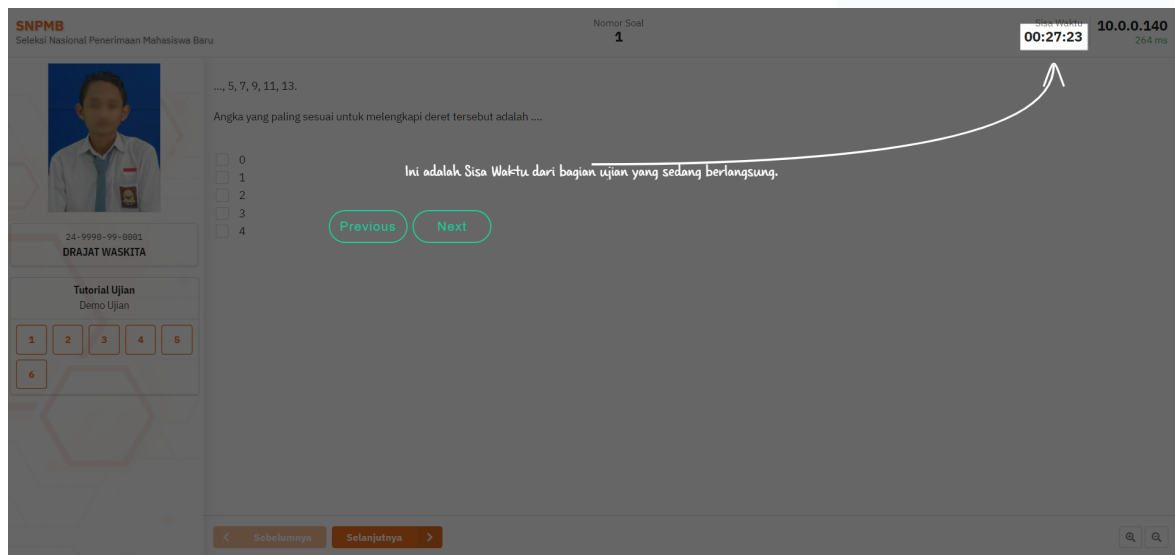 SNPMB
Seleksi Nasional Penerimaan Mahasiswa Baru
Nomor Soal
1
Sisa Waktu
00:27:23
10.0.0.140
264 ms
..., 5, 7, 9, 11, 13.
Angka yang paling sesuai untuk melengkapi deret tersebut adalah ....
0
1
2
3
4
Ini adalah Sisa Waktu dari bagian ujian yang sedang berlangsung.
Previous
Next
24-9990-99-0001
DRAJAT WASKITA
Tutorial Ujian
Demo Ujian
1 2 3 4 5
6
Sebelumnya
Selanjutnya